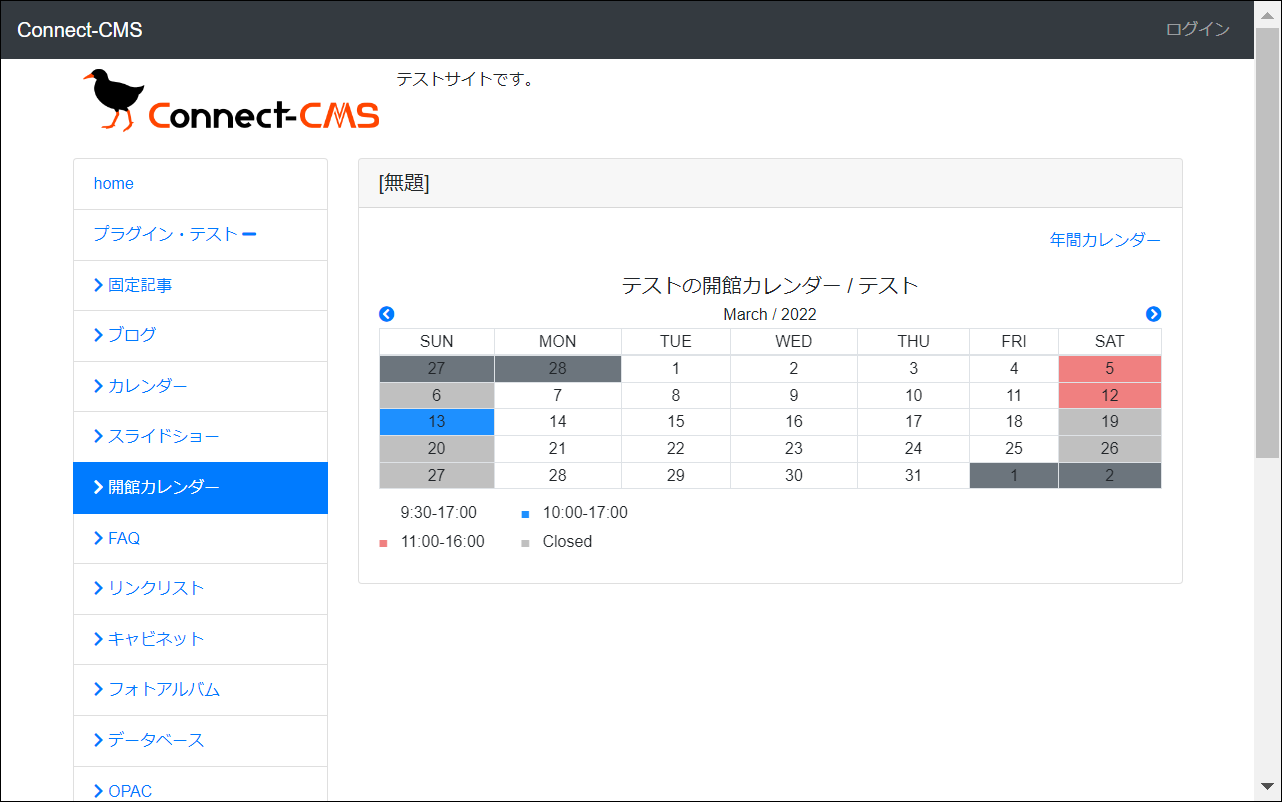 Connect-CMS ログイン
Connect-CMS テストサイトです。
home
プラグイン・テスト
固定記事
ブログ
カレンダー
スライドショー
開館カレンダー
FAQ
リンクリスト
キャビネット
フォトアルバム
データベース
OPAC
[無題]
年間カレンダー
テストの開館カレンダー / テスト
March / 2022
SUN MON TUE WED THU FRI SAT
27 28 1 2 3 4 5
6 7 8 9 10 11 12
13 14 15 16 17 18 19
20 21 22 23 24 25 26
27 28 29 30 31 1 2
9:30-17:00 10:00-17:00
11:00-16:00 Closed